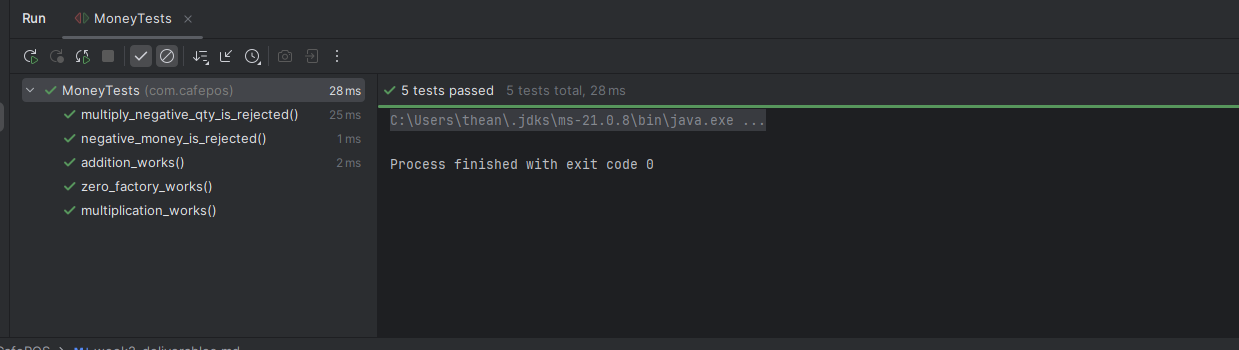 Run MoneyTests
MoneyTests (com.cafepos) 28 ms
multiply_negative_qty_is_rejected() 25 ms
negative_money_is_rejected() 1 ms
addition_works() 2 ms
zero_factory_works()
multiplication_works()
5 tests passed 5 tests total, 28 ms
C:\Users\thean\.jdks\ms-21.0.8\bin\java.exe ...
Process finished with exit code 0